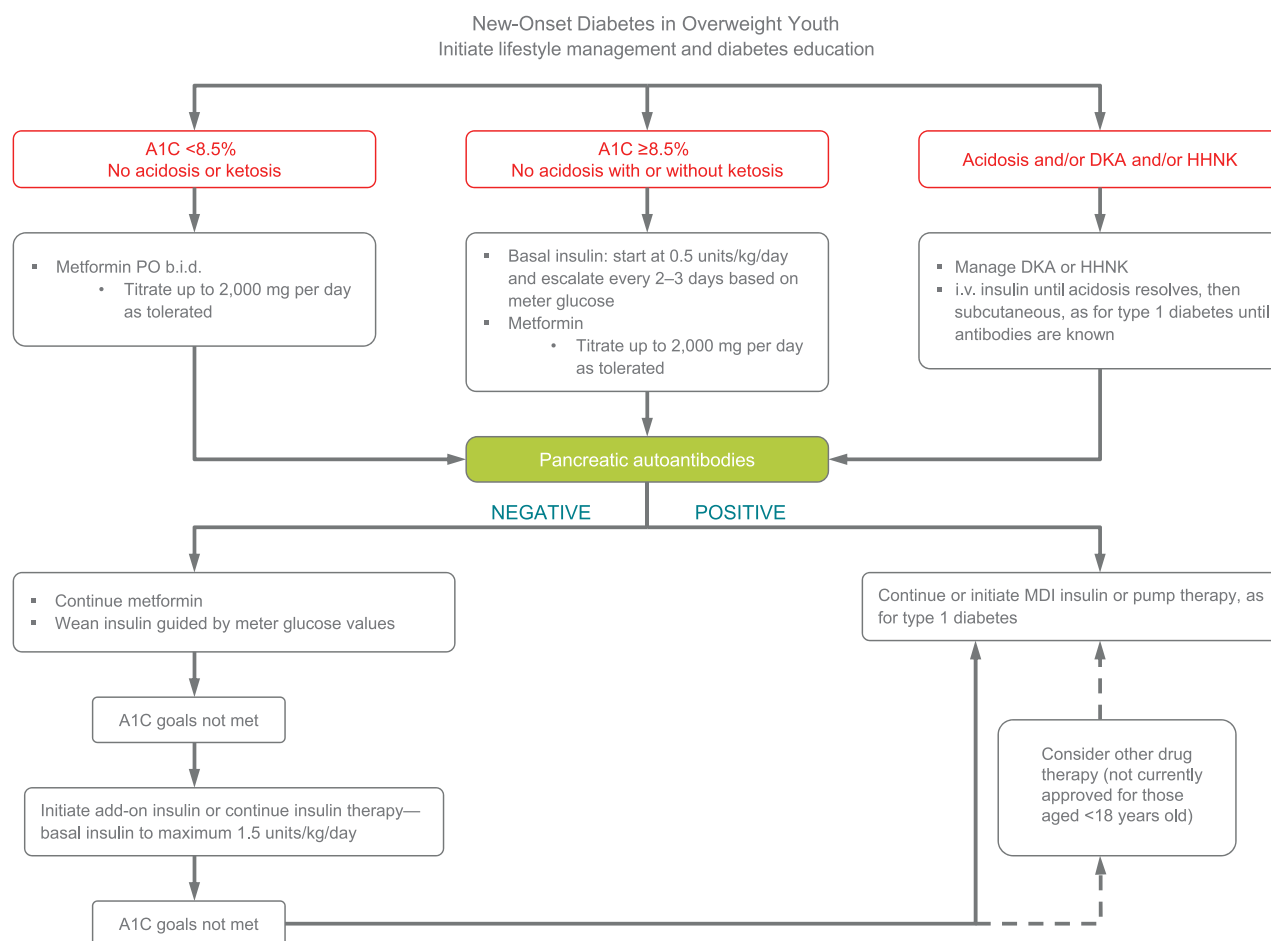 New-Onset Diabetes in Overweight Youth
Initiate lifestyle management and diabetes education
A1C <8.5%
No acidosis or ketosis
A1C ≥8.5%
No acidosis with or without ketosis
Acidosis and/or DKA and/or HHNK
▪ Metformin PO b.i.d.
• Titrate up to 2,000 mg per day
as tolerated
▪ Basal insulin: start at 0.5 units/kg/day
and escalate every 2–3 days based on
meter glucose
▪ Metformin
• Titrate up to 2,000 mg per day
as tolerated
▪ Manage DKA or HHNK
▪ i.v. insulin until acidosis resolves, then
subcutaneous, as for type 1 diabetes until
antibodies are known
Pancreatic autoantibodies
NEGATIVE
POSITIVE
▪ Continue metformin
▪ Wean insulin guided by meter glucose values
Continue or initiate MDI insulin or pump therapy, as
for type 1 diabetes
A1C goals not met
Consider other drug
therapy (not currently
approved for those
aged <18 years old)
Initiate add-on insulin or continue insulin therapy—
basal insulin to maximum 1.5 units/kg/day
A1C goals not met